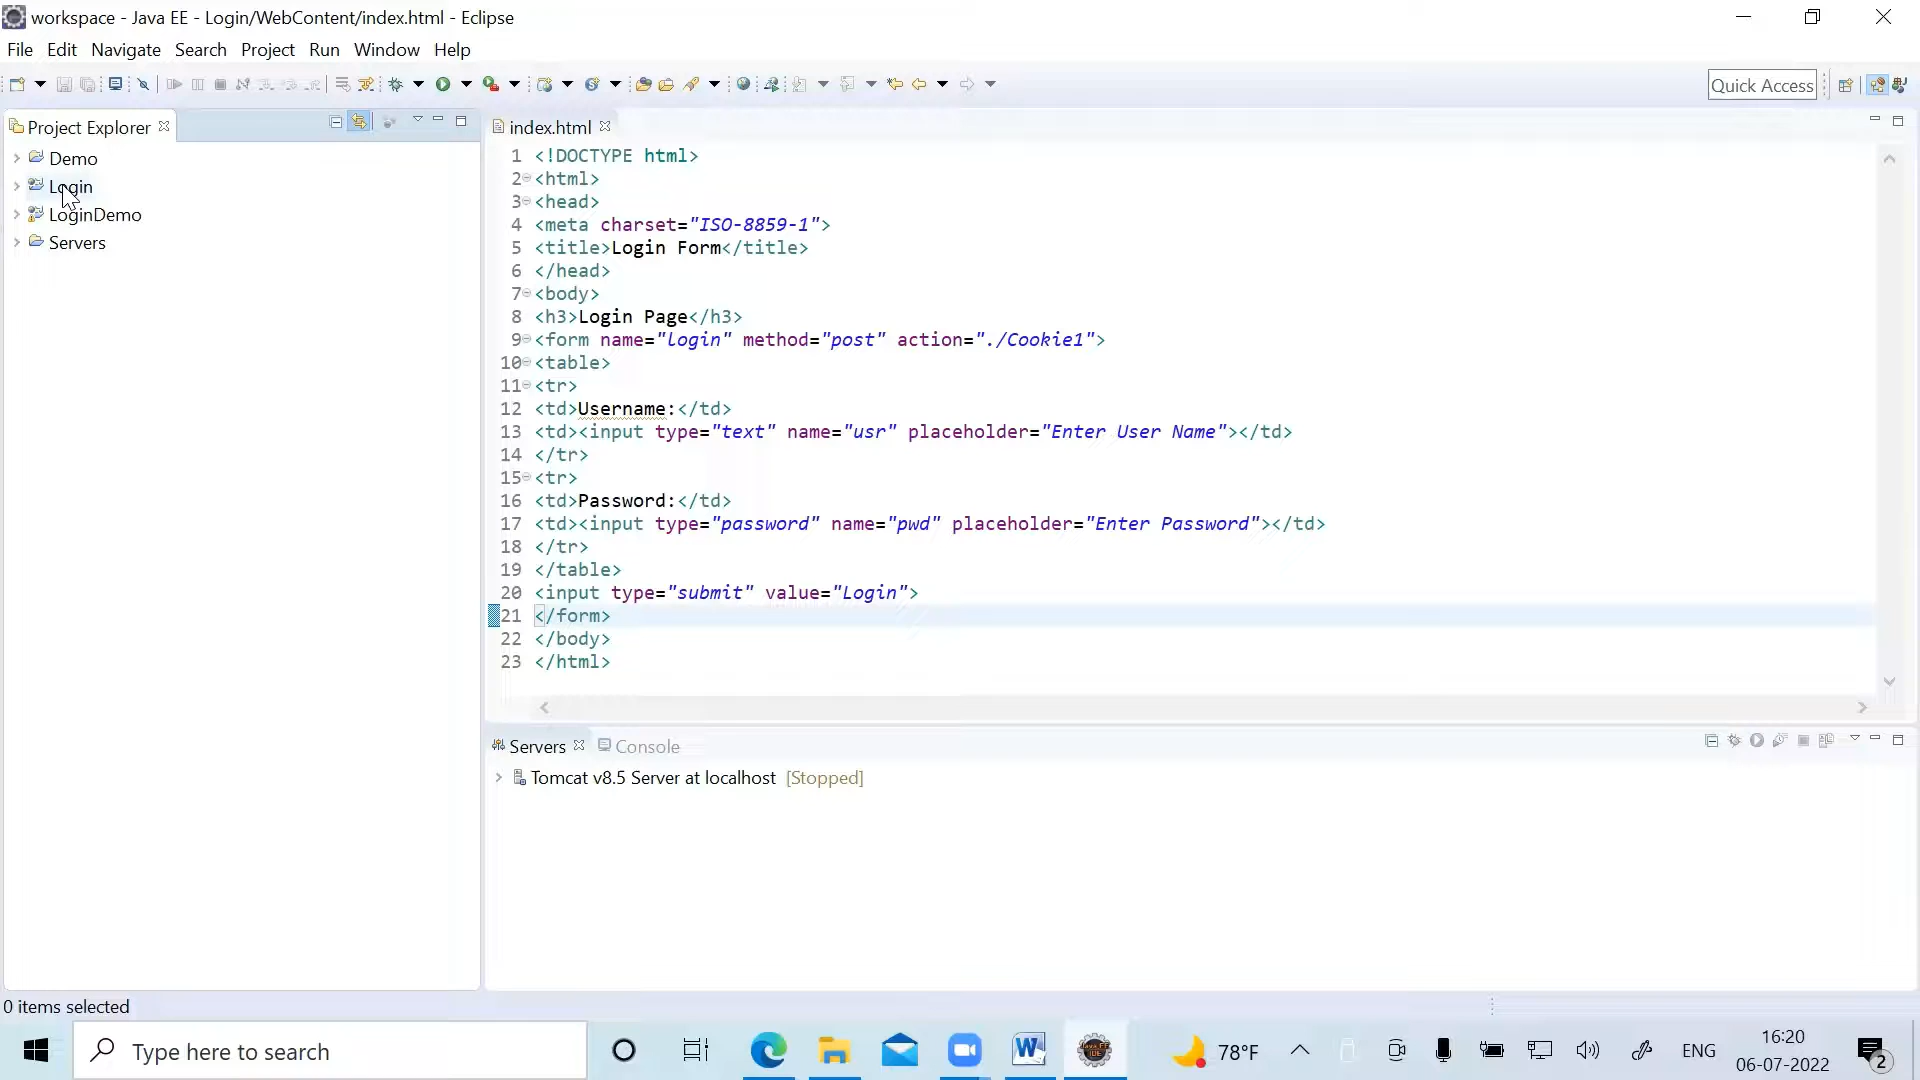 workspace - Java EE - Login/WebContent/index.html - Eclipse
File Edit Navigate Search Project Run Window Help
Quick Access
Project Explorer
Demo
Login
LoginDemo
Servers
index.html
1 <!DOCTYPE html>
2 <html>
3 <head>
4 <meta charset="ISO-8859-1">
5 <title>Login Form</title>
6 </head>
7 <body>
8 <h3>Login Page</h3>
9 <form name="login" method="post" action="./Cookie1">
10 <table>
11 <tr>
12 <td>Username:</td>
13 <td><input type="text" name="usr" placeholder="Enter User Name"></td>
14 </tr>
15 <tr>
16 <td>Password:</td>
17 <td><input type="password" name="pwd" placeholder="Enter Password"></td>
18 </tr>
19 </table>
20 <input type="submit" value="Login">
21 </form>
22 </body>
23 </html>
Servers Console
Tomcat v8.5 Server at localhost [Stopped]
0 items selected
Type here to search
78°F
ENG
16:20
06-07-2022
2